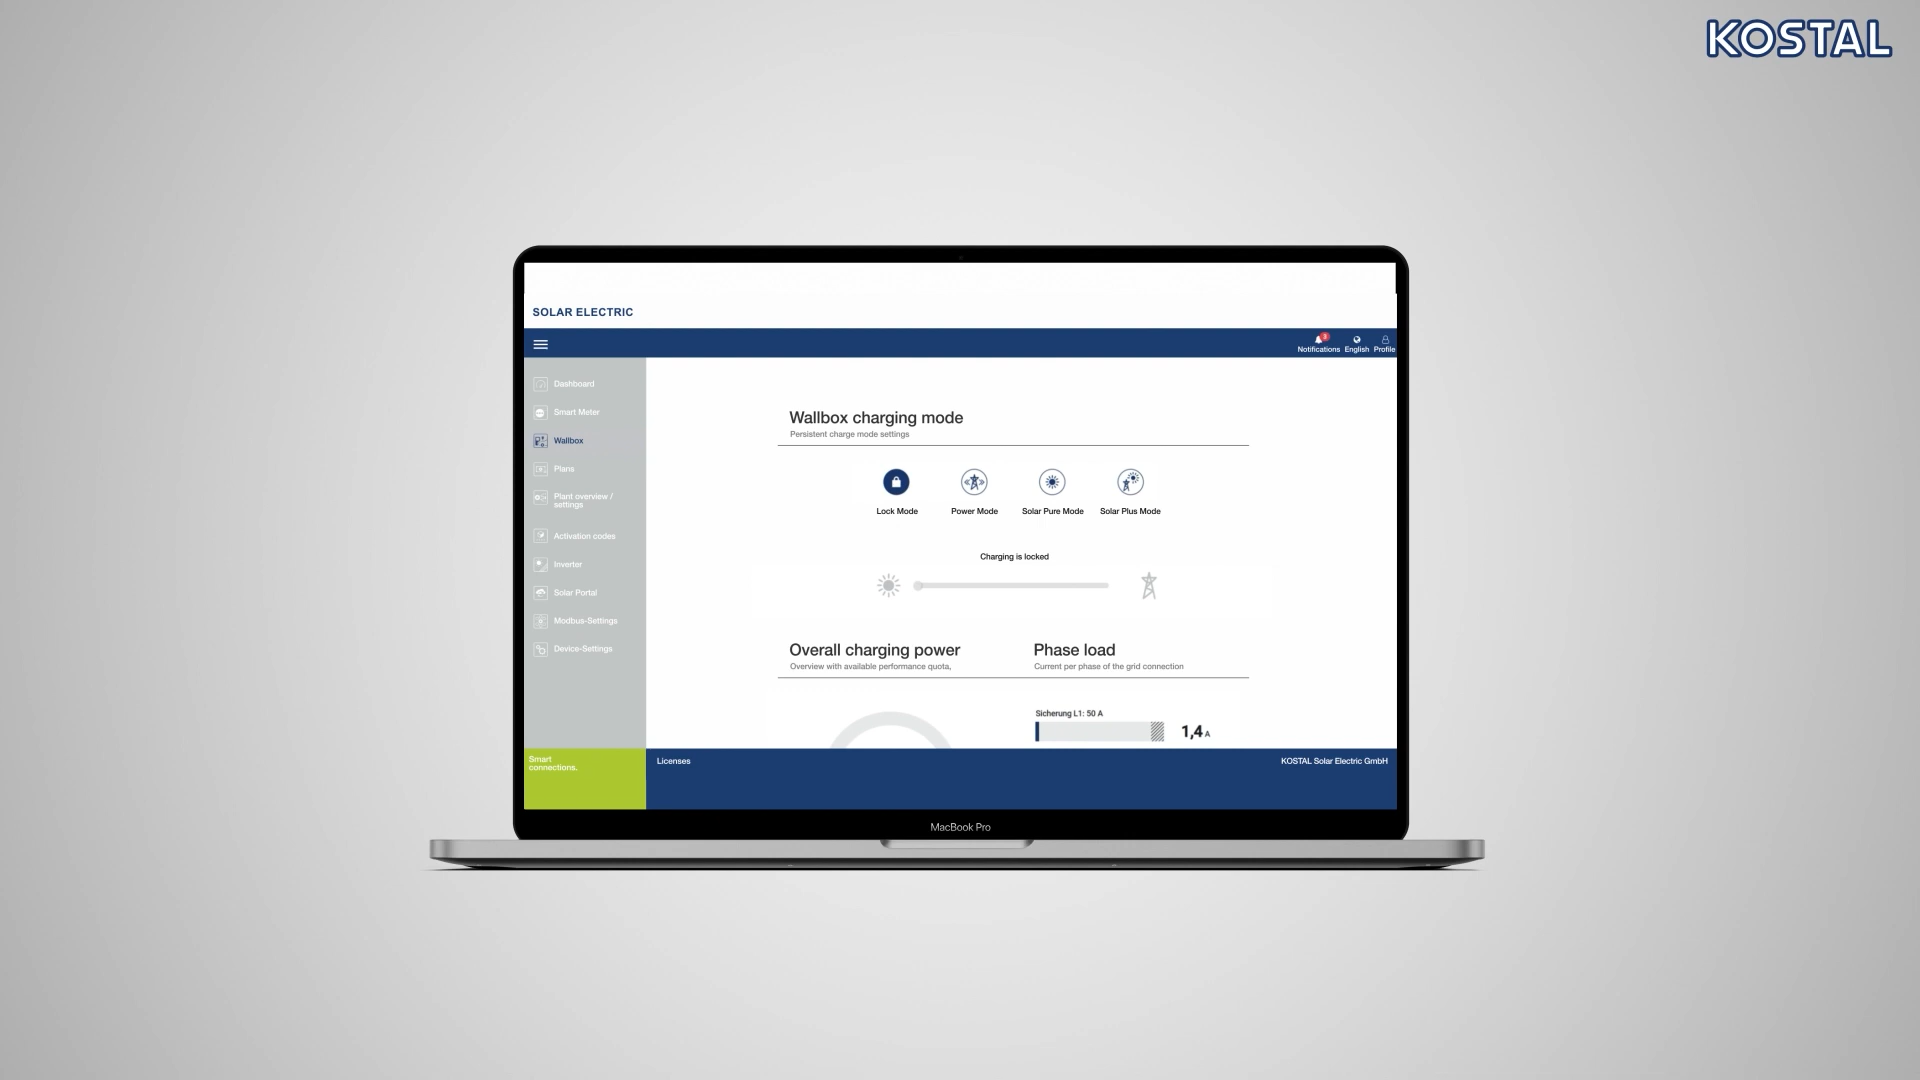 KOSTAL
SOLAR ELECTRIC
Notifications English Profile
Dashboard
Smart Meter
Wallbox
Plans
Plant overview /
settings
Activation codes
Inverter
Solar Portal
Modbus-Settings
Device-Settings
Wallbox charging mode
Persistent charge mode settings
Lock Mode
Power Mode
Solar Pure Mode
Solar Plus Mode
Charging is locked
Overall charging power
Overview with available performance quota,
Phase load
Current per phase of the grid connection
Sicherung L1: 50 A
1,4 A
Smart
connections.
Licenses
KOSTAL Solar Electric GmbH
MacBook Pro